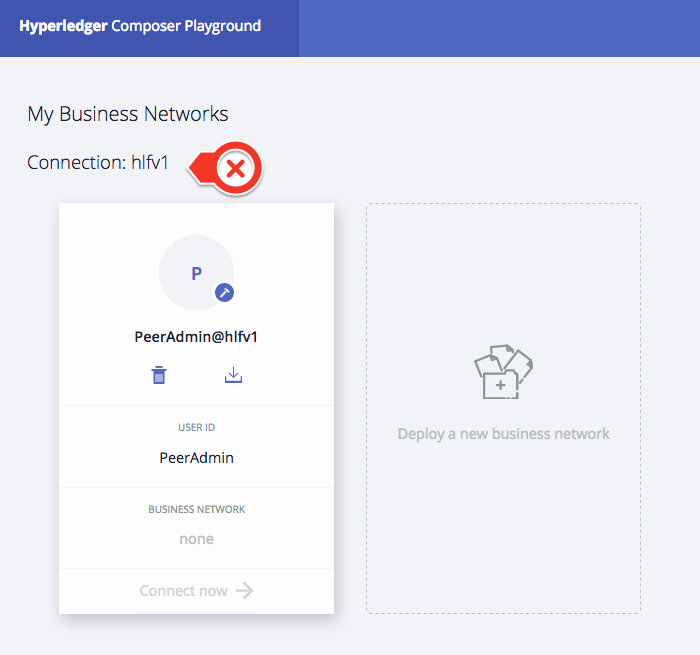 Hyperledger Composer Playground
My Business Networks
Connection: hlfv1
P
PeerAdmin@hlfv1
USER ID
PeerAdmin
BUSINESS NETWORK
none
Connect now
Deploy a new business network